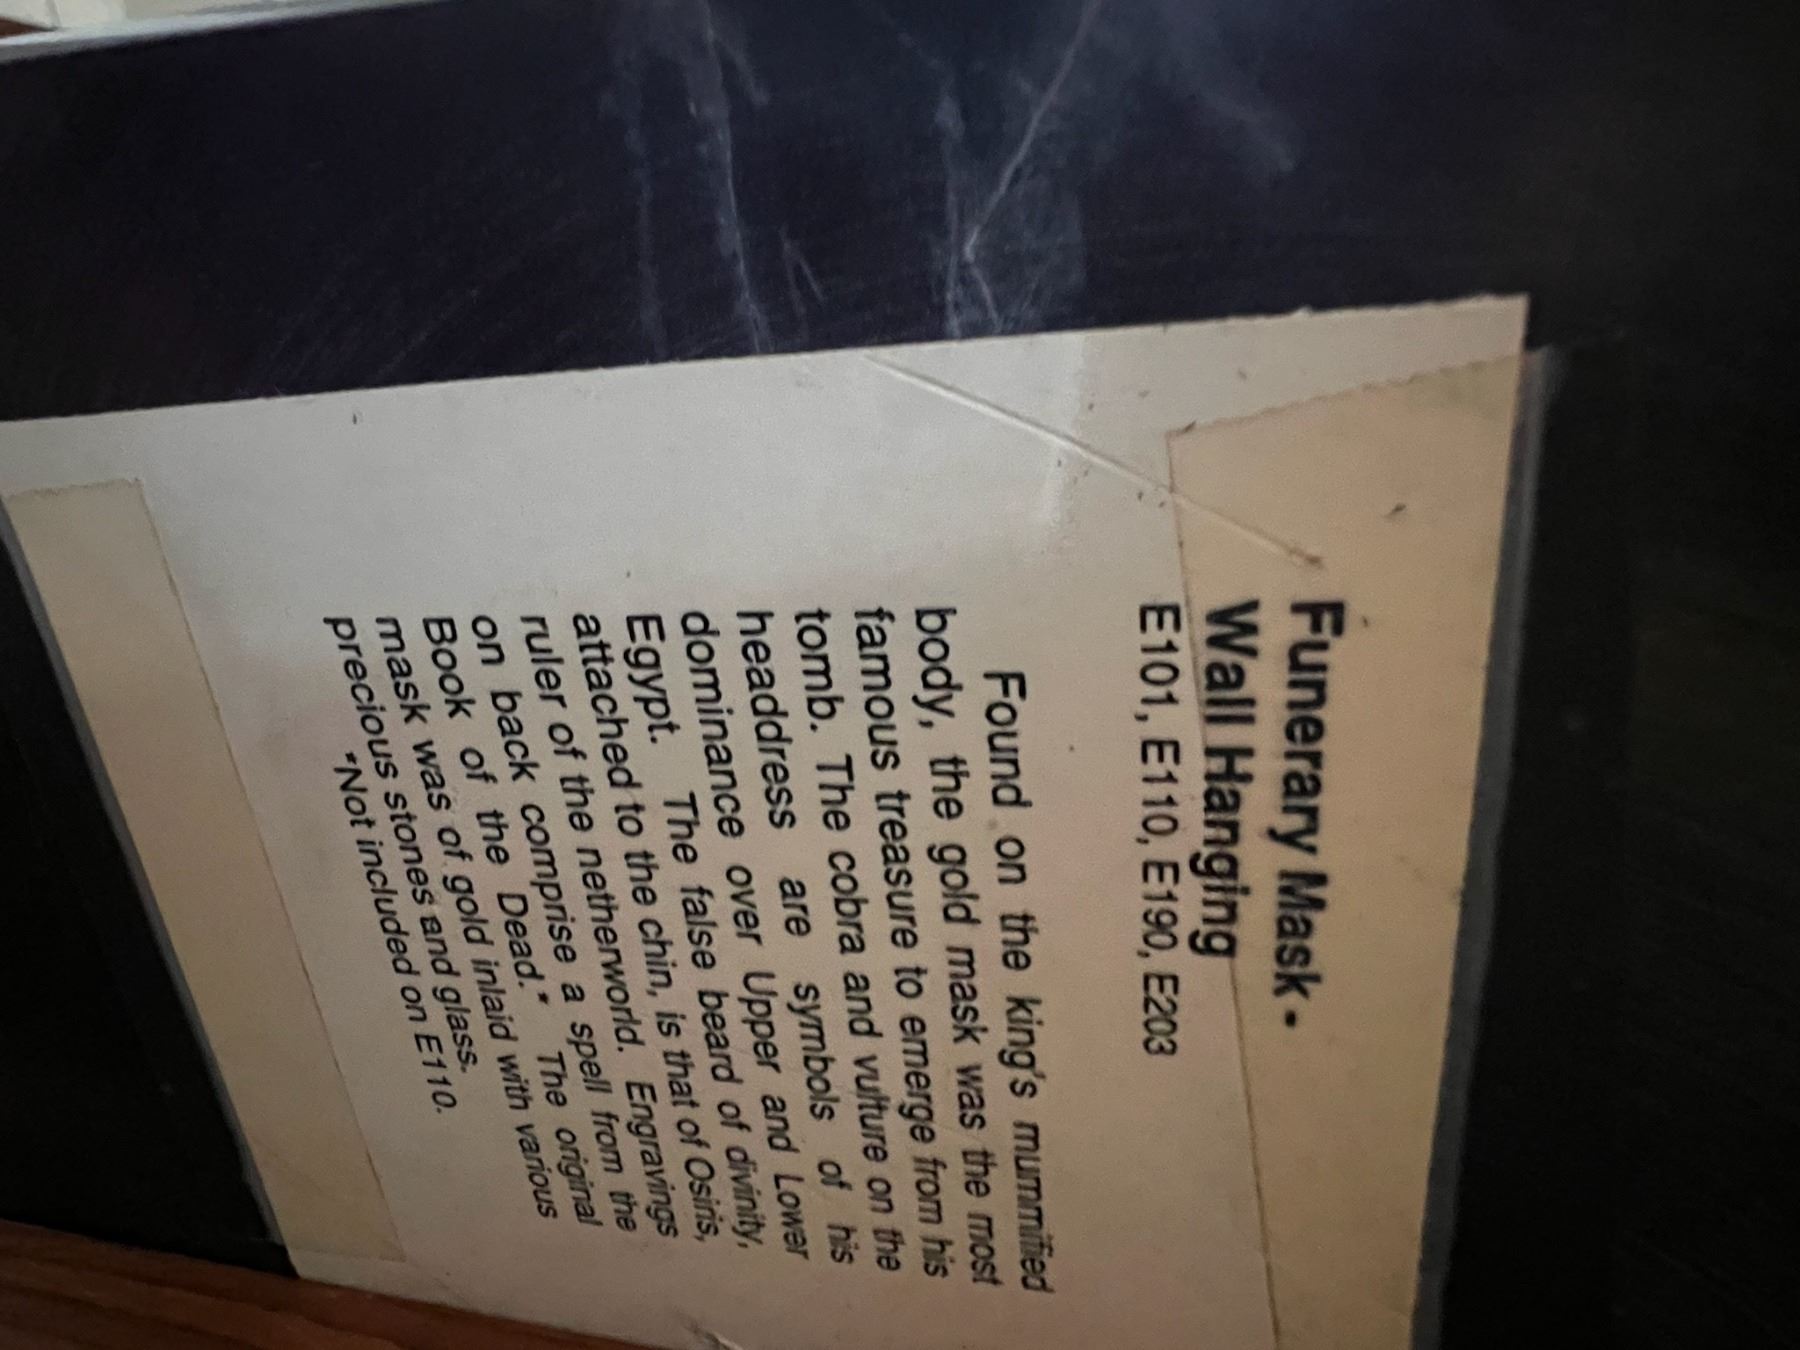 Funerary Mask -
Wall Hanging
E101, E110, E190, E203
Found on the king's mummified
body, the gold mask was the most
famous treasure to emerge from his
tomb. The cobra and vulture on the
headdress are symbols of his
dominance over Upper and Lower
Egypt. The false beard of divinity,
attached to the chin, is that of Osiris,
ruler of the netherworld. Engravings
on back comprise a spell from the
Book of the Dead.* The original
mask was of gold inlaid with various
precious stones and glass.
*Not included on E110.